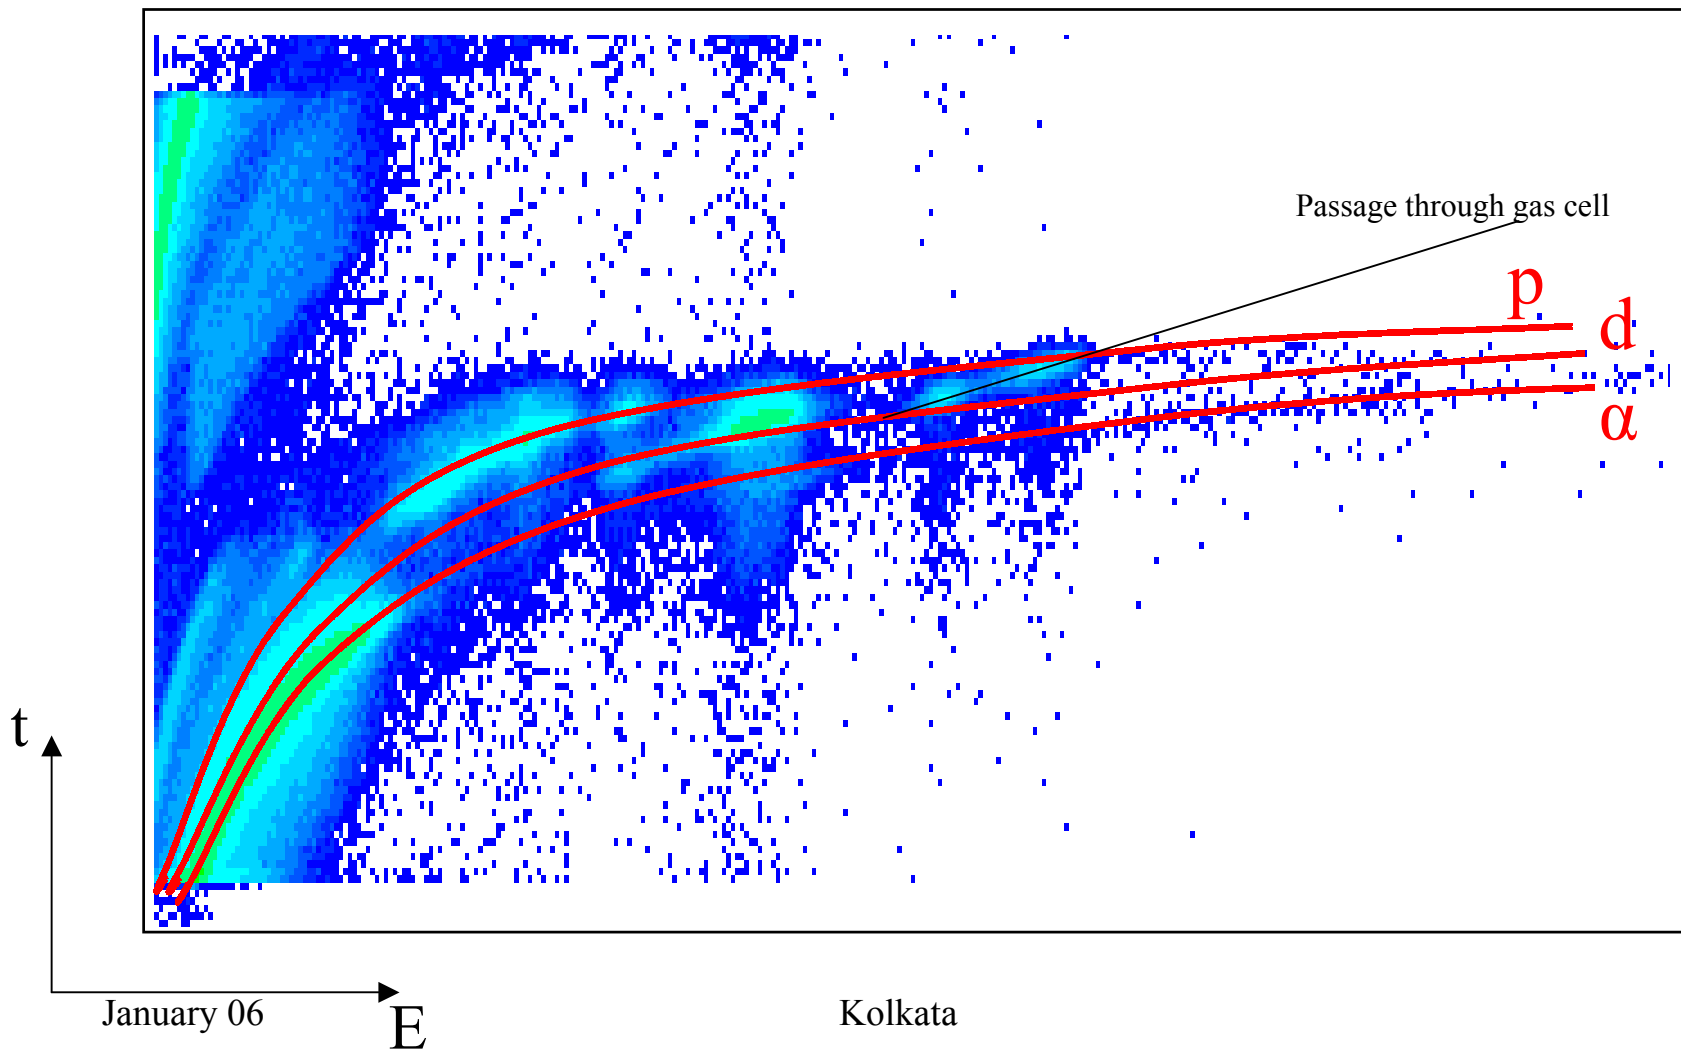 Passage through gas cell
p
d
α
t
E
January 06
Kolkata